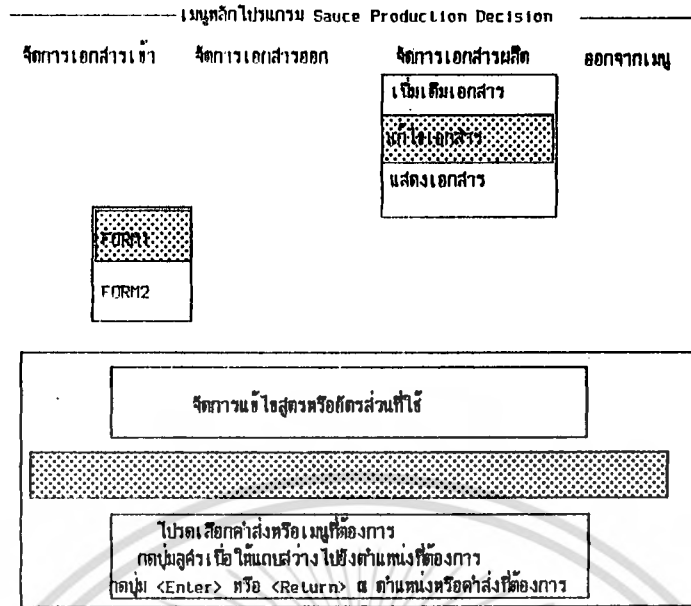 เมนูหลักโปรแกรม Sauce Production Decision
จัดการเอกสารเข้า จัดการเอกสารออก จัดการเอกสารผลิต ออกจากเมนู
เพิ่มเติมเอกสาร
แก้ไขเอกสาร
แสดงเอกสาร
FORM1
FORM2
จัดการแก้ไขสูตรหรืออัตรส่วนที่ใช้
โปรดเลือกคำสั่งหรือเมนูที่ต้องการ
กดปุ่มลูกศรเพื่อให้แถบสว่างไปยังตำแหน่งที่ต้องการ
กดปุ่ม <Enter> หรือ <Return> ณ ตำแหน่งหรือคำสั่งที่ต้องการ